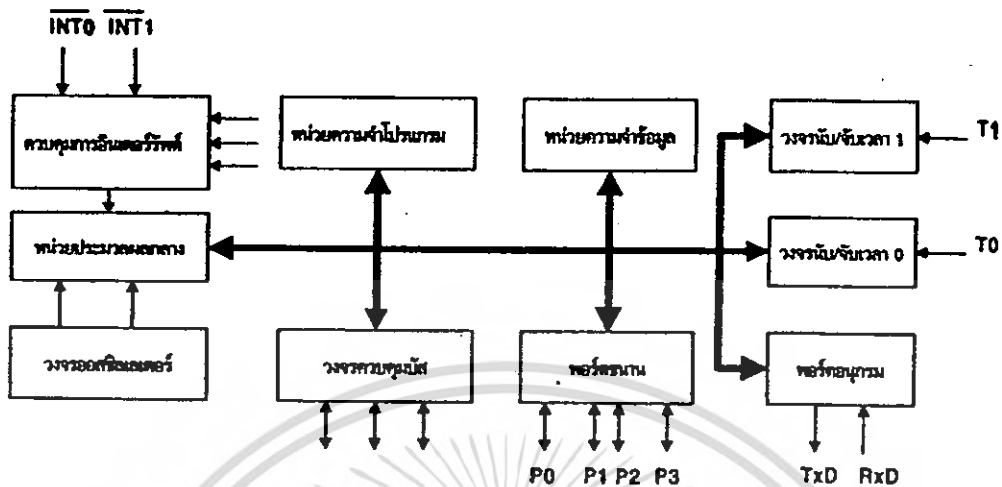 INT0 INT1
ควบคุมการอินเตอร์รัพต์
หน่วยความจำโปรแกรม
หน่วยความจำข้อมูล
วงจรนับ/จับเวลา 1
T1
หน่วยประมวลผลกลาง
วงจรนับ/จับเวลา 0
T0
วงจรออสซิลเลเตอร์
วงจรควบคุมบัส
พอร์ตขนาน
พอร์ตอนุกรม
P0 P1 P2 P3
TxD RxD